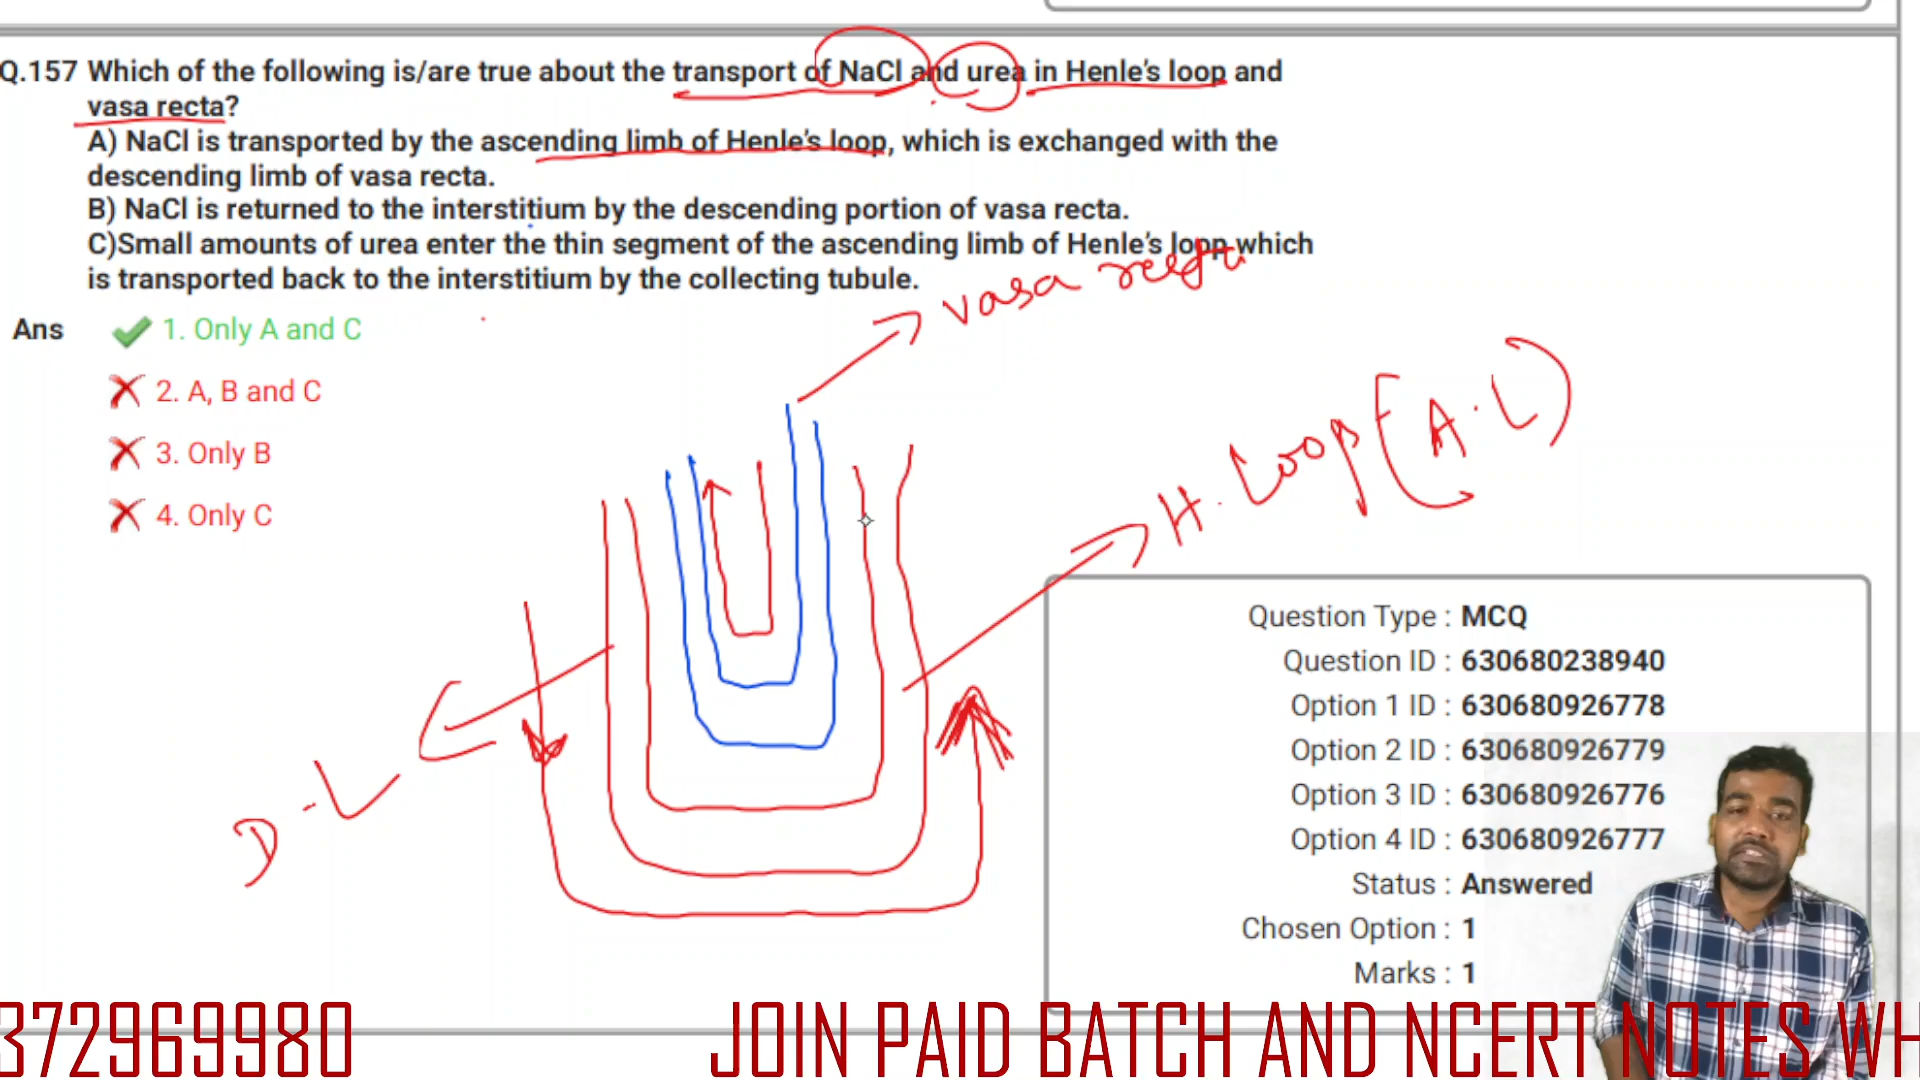 Q.157 Which of the following is/are true about the transport of NaCl and urea in Henle's loop and
vasa recta?
A) NaCl is transported by the ascending limb of Henle's loop, which is exchanged with the
descending limb of vasa recta.
B) NaCl is returned to the interstitium by the descending portion of vasa recta.
C)Small amounts of urea enter the thin segment of the ascending limb of Henle's loop which
is transported back to the interstitium by the collecting tubule.
vasa recta
Ans
1. Only A and C
2. A, B and C
3. Only B
4. Only C
H. Loop (A.L)
D-L
Question Type : MCQ
Question ID : 630680238940
Option 1 ID : 630680926778
Option 2 ID : 630680926779
Option 3 ID : 630680926776
Option 4 ID : 630680926777
Status : Answered
Chosen Option : 1
Marks : 1
372969980 JOIN PAID BATCH AND NCERT NOTES WH